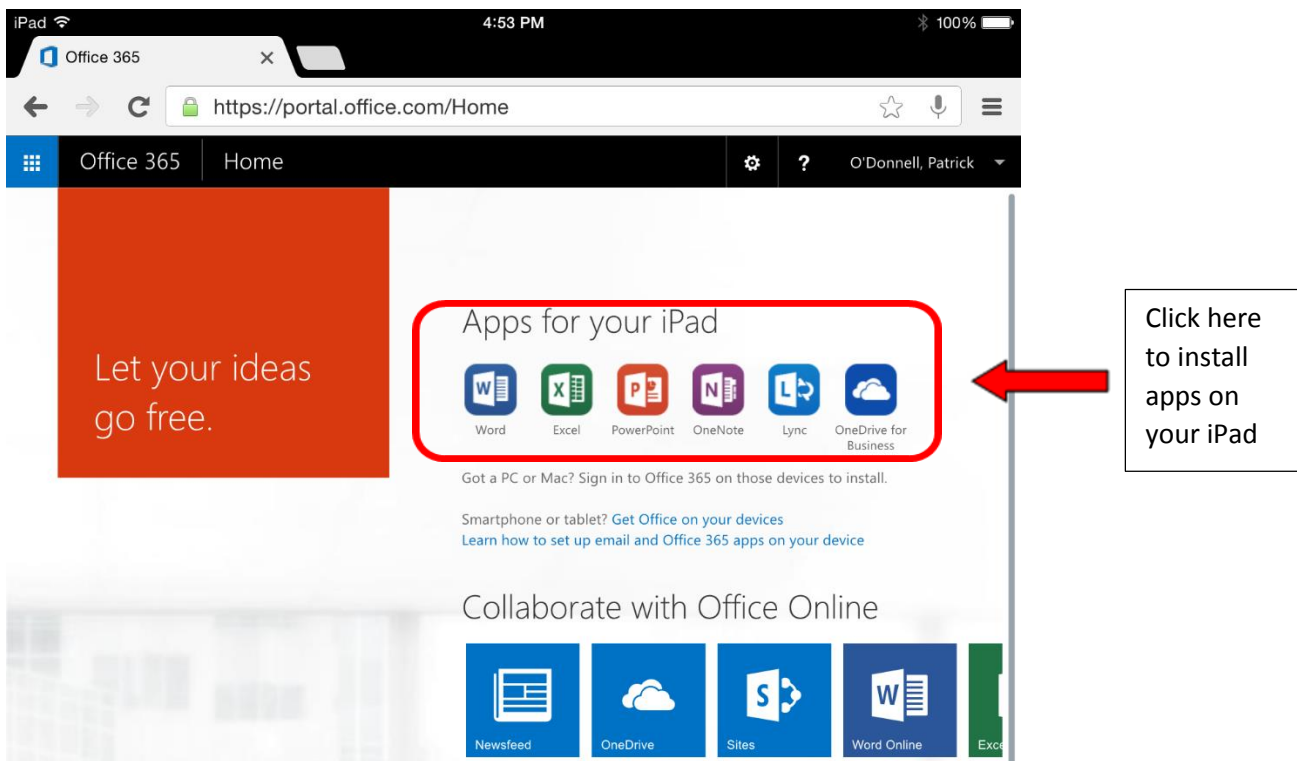 iPad 4:53 PM 100%
Office 365
https://portal.office.com/Home
Office 365 Home ? O'Donnell, Patrick
Let your ideas
go free.
Apps for your iPad
Word Excel PowerPoint OneNote Lync OneDrive for
Business
Got a PC or Mac? Sign in to Office 365 on those devices to install.
Smartphone or tablet? Get Office on your devices
Learn how to set up email and Office 365 apps on your device
Collaborate with Office Online
Newsfeed OneDrive Sites Word Online Exce
Click here
to install
apps on
your iPad